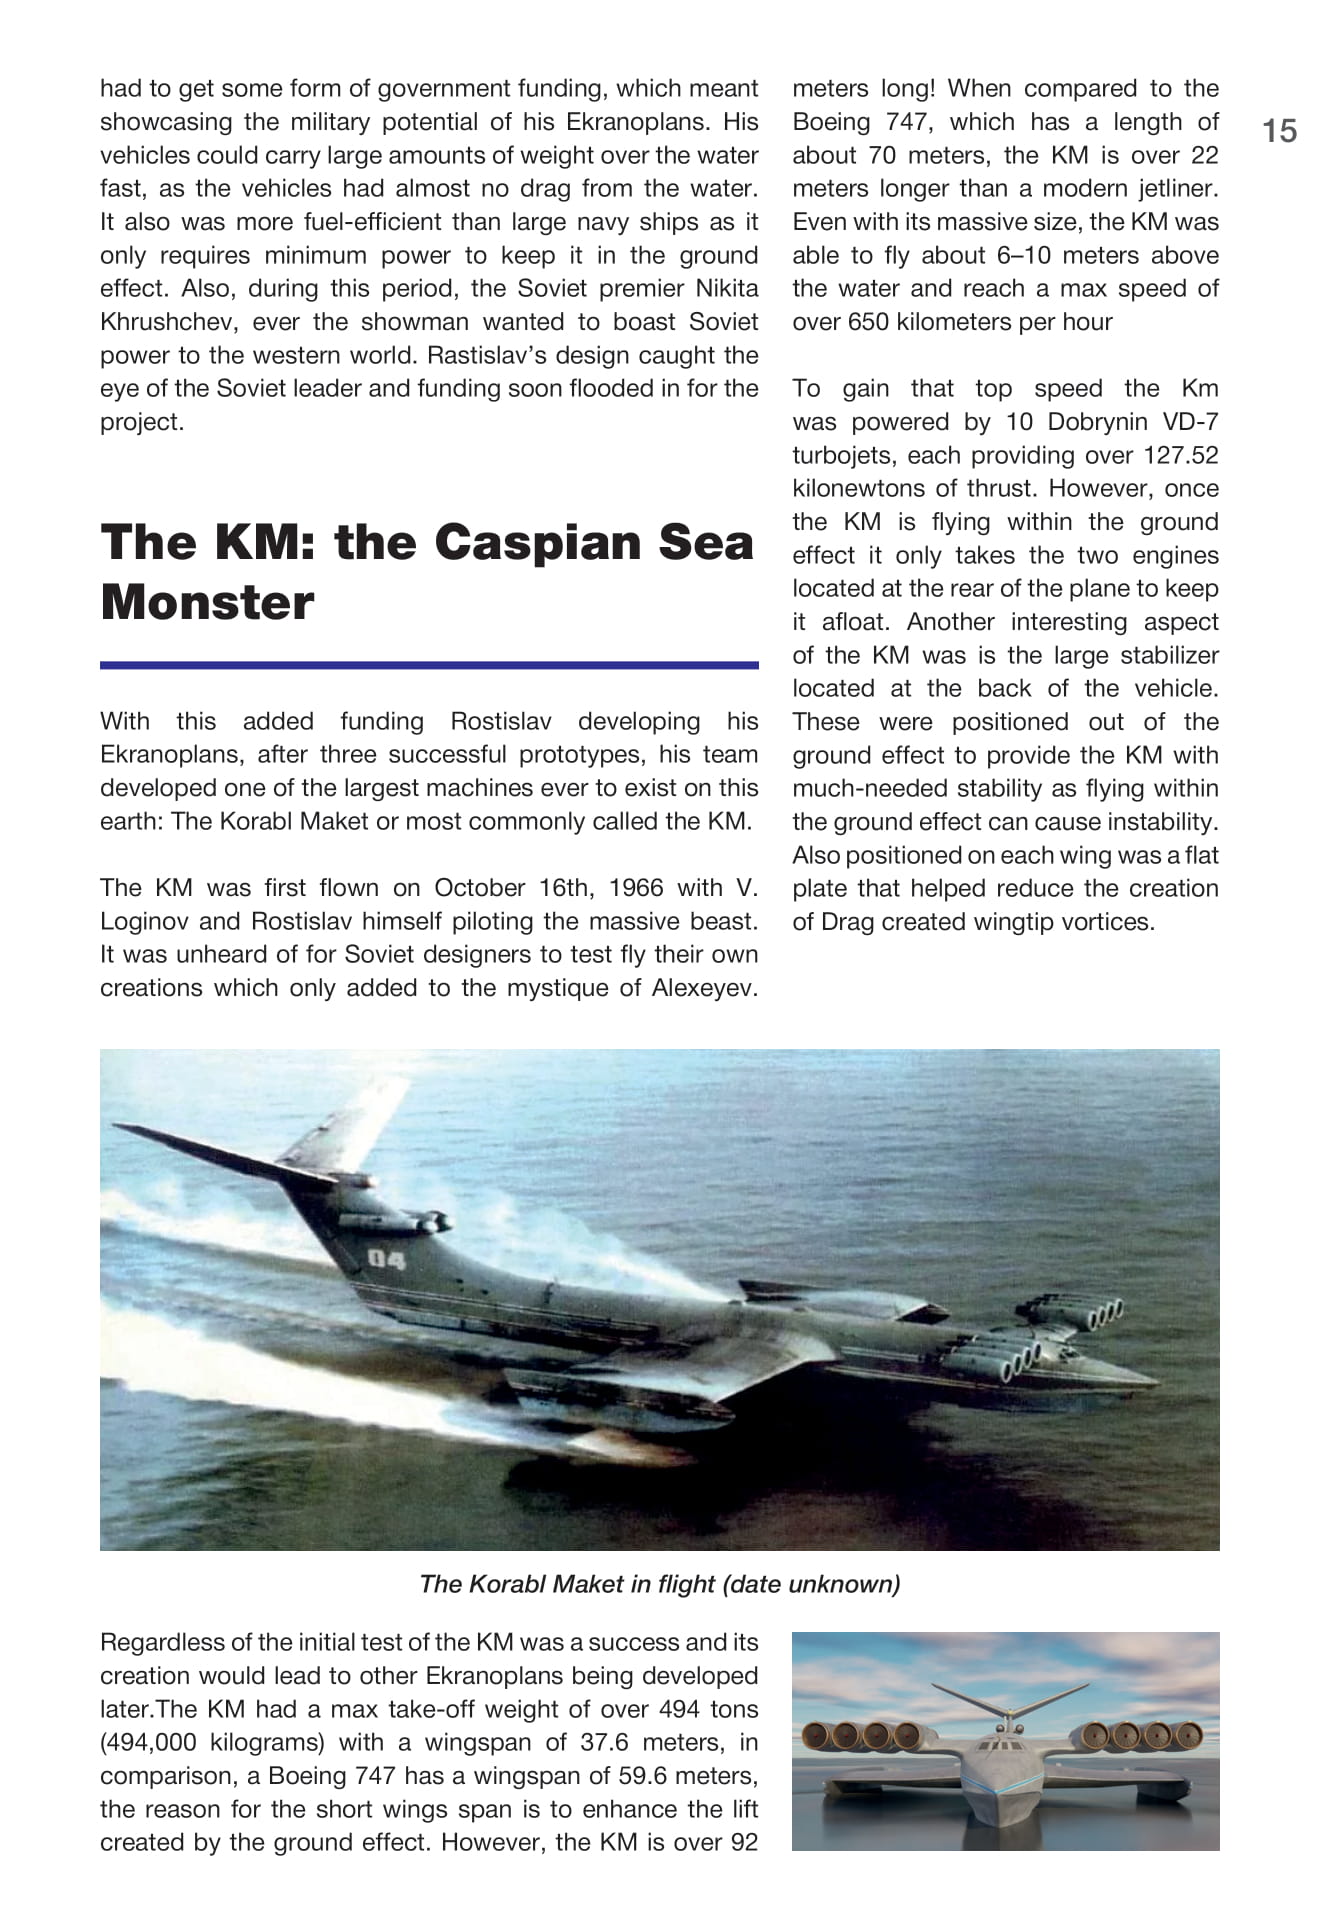 had to get some form of government funding, which meant
showcasing the military potential of his Ekranoplans. His
vehicles could carry large amounts of weight over the water
fast, as the vehicles had almost no drag from the water.
It also was more fuel-efficient than large navy ships as it
only requires minimum power to keep it in the ground
effect. Also, during this period, the Soviet premier Nikita
Khrushchev, ever the showman wanted to boast Soviet
power to the western world. Rastislav’s design caught the
eye of the Soviet leader and funding soon flooded in for the
project.
The KM: the Caspian Sea
Monster
With this added funding Rostislav developing his
Ekranoplans, after three successful prototypes, his team
developed one of the largest machines ever to exist on this
earth: The Korabl Maket or most commonly called the KM.
The KM was first flown on October 16th, 1966 with V.
Loginov and Rostislav himself piloting the massive beast.
It was unheard of for Soviet designers to test fly their own
creations which only added to the mystique of Alexeyev.
04
The Korabl Maket in flight (date unknown)
Regardless of the initial test of the KM was a success and its
creation would lead to other Ekranoplans being developed
later.The KM had a max take-off weight of over 494 tons
(494,000 kilograms) with a wingspan of 37.6 meters, in
comparison, a Boeing 747 has a wingspan of 59.6 meters,
the reason for the short wings span is to enhance the lift
created by the ground effect. However, the KM is over 92
meters long! When compared to the
Boeing 747, which has a length of
about 70 meters, the KM is over 22
meters longer than a modern jetliner.
Even with its massive size, the KM was
able to fly about 6–10 meters above
the water and reach a max speed of
over 650 kilometers per hour
To gain that top speed the Km
was powered by 10 Dobrynin VD-7
turbojets, each providing over 127.52
kilonewtons of thrust. However, once
the KM is flying within the ground
effect it only takes the two engines
located at the rear of the plane to keep
it afloat. Another interesting aspect
of the KM was is the large stabilizer
located at the back of the vehicle.
These were positioned out of the
ground effect to provide the KM with
much-needed stability as flying within
the ground effect can cause instability.
Also positioned on each wing was a flat
plate that helped reduce the creation
of Drag created wingtip vortices.
15